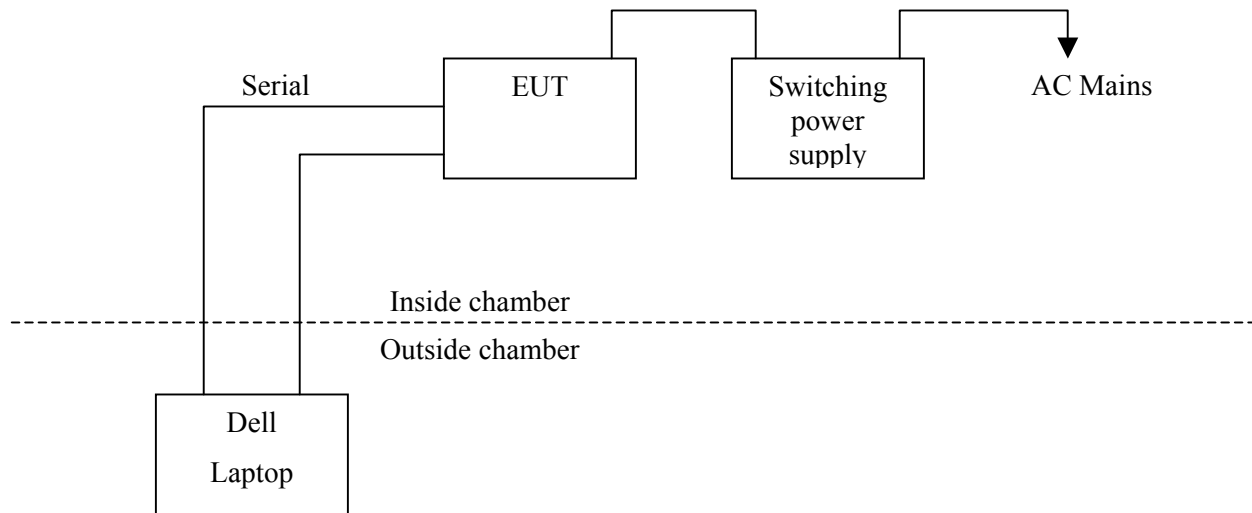 Serial
EUT
Switching
power
supply
AC Mains
Inside chamber
Outside chamber
Dell
Laptop